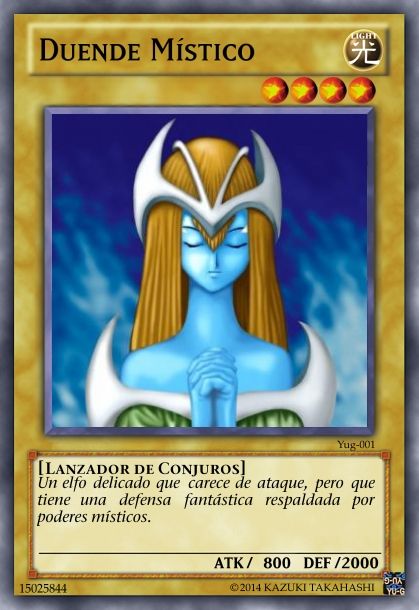 DUENDE MÍSTICO
LIGHT
光
Yug-001
[LANZADOR DE CONJUROS]
Un elfo delicado que carece de ataque, pero que
tiene una defensa fantástica respaldada por
poderes místicos.
ATK / 800 DEF /2000
15025844
©2014 KAZUKI TAKAHASHI
YU-G